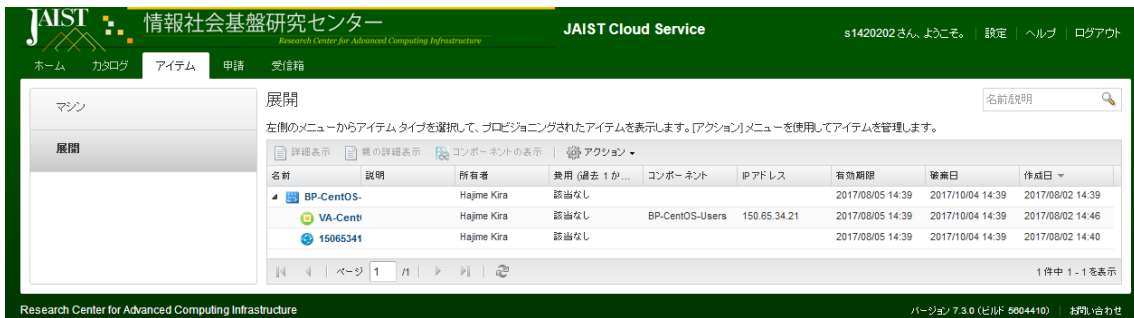 JAIST 情報社会基盤研究センター
Research Center for Advanced Computing Infrastructure
JAIST Cloud Service
s1420202さん、ようこそ。 | 設定 | ヘルプ | ログアウト
ホーム カタログ アイテム 申請 受信箱
マシン
展開
展開
名前/説明
左側のメニューからアイテム タイプを選択して、プロビジョニングされたアイテムを表示します。[アクション] メニューを使用してアイテムを管理します。
詳細表示 親の詳細表示 コンポーネントの表示 | アクション
名前 説明 所有者 費用 (過去 1 か... コンポーネント IP アドレス 有効期限 破棄日 作成日
BP-CentOS- Hajime Kira 該当なし 2017/08/05 14:39 2017/10/04 14:39 2017/08/02 14:39
VA-Cent Hajime Kira 該当なし BP-CentOS-Users 150.65.34.21 2017/08/05 14:39 2017/10/04 14:39 2017/08/02 14:46
15065341 Hajime Kira 該当なし 2017/08/05 14:39 2017/10/04 14:39 2017/08/02 14:40
ページ 1 /1
1 件中 1 - 1 を表示
Research Center for Advanced Computing Infrastructure
バージョン 7.3.0 (ビルド 5604410) | お問い合わせ